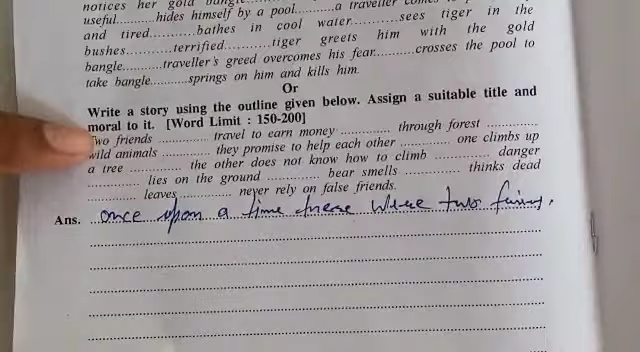 notices her gold bangle
useful...........hides himself by a pool...........a traveller comes to
and tired...........bathes in cool water...........sees tiger in the
bushes...........terrified...........tiger greets him with the gold
bangle...........traveller's greed overcomes his fear...........crosses the pool to
take bangle...........springs on him and kills him.
Or
Write a story using the outline given below. Assign a suitable title and
moral to it. [Word Limit : 150-200]
Two friends ............. travel to earn money ............. through forest .............
wild animals ............. they promise to help each other ............. one climbs up
a tree ............. the other does not know how to climb ............. danger
............. lies on the ground ............. bear smells ............. thinks dead
............. leaves ............. never rely on false friends.
Ans. once upon a time there were two